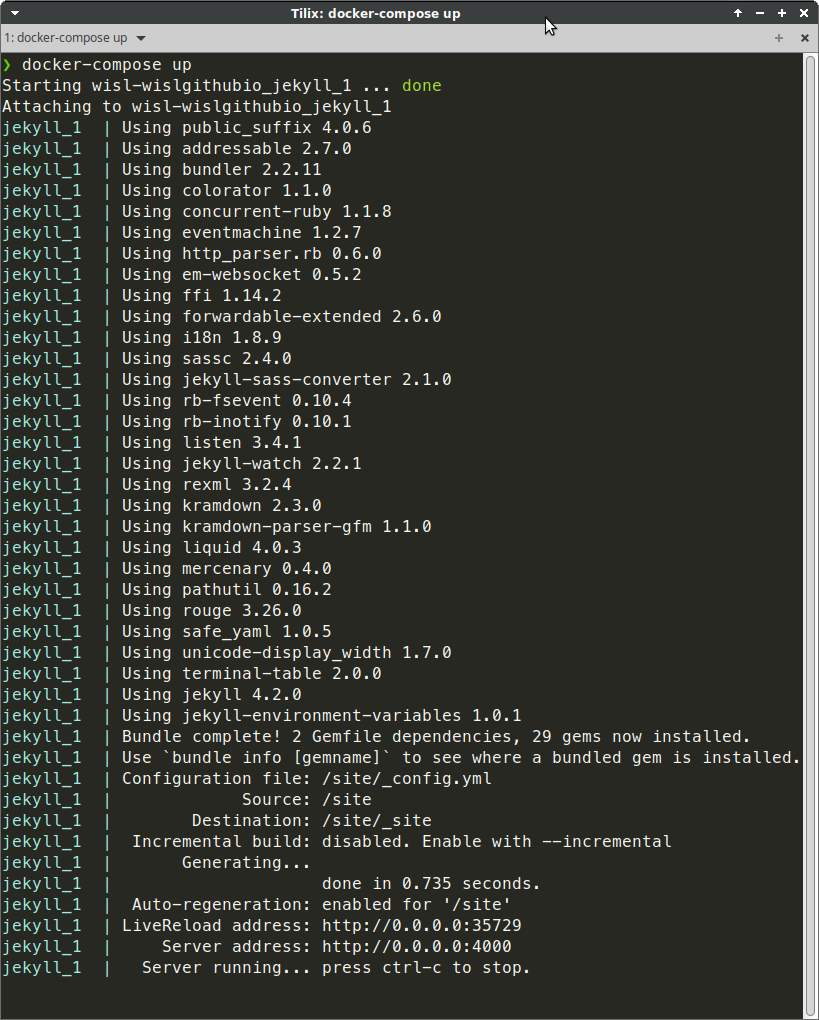 Tilix: docker-compose up
1: docker-compose up
❯ docker-compose up
Starting wisl-wislgithubio_jekyll_1 ... done
Attaching to wisl-wislgithubio_jekyll_1
jekyll_1  | Using public_suffix 4.0.6
jekyll_1  | Using addressable 2.7.0
jekyll_1  | Using bundler 2.2.11
jekyll_1  | Using colorator 1.1.0
jekyll_1  | Using concurrent-ruby 1.1.8
jekyll_1  | Using eventmachine 1.2.7
jekyll_1  | Using http_parser.rb 0.6.0
jekyll_1  | Using em-websocket 0.5.2
jekyll_1  | Using ffi 1.14.2
jekyll_1  | Using forwardable-extended 2.6.0
jekyll_1  | Using i18n 1.8.9
jekyll_1  | Using sassc 2.4.0
jekyll_1  | Using jekyll-sass-converter 2.1.0
jekyll_1  | Using rb-fsevent 0.10.4
jekyll_1  | Using rb-inotify 0.10.1
jekyll_1  | Using listen 3.4.1
jekyll_1  | Using jekyll-watch 2.2.1
jekyll_1  | Using rexml 3.2.4
jekyll_1  | Using kramdown 2.3.0
jekyll_1  | Using kramdown-parser-gfm 1.1.0
jekyll_1  | Using liquid 4.0.3
jekyll_1  | Using mercenary 0.4.0
jekyll_1  | Using pathutil 0.16.2
jekyll_1  | Using rouge 3.26.0
jekyll_1  | Using safe_yaml 1.0.5
jekyll_1  | Using unicode-display_width 1.7.0
jekyll_1  | Using terminal-table 2.0.0
jekyll_1  | Using jekyll 4.2.0
jekyll_1  | Using jekyll-environment-variables 1.0.1
jekyll_1  | Bundle complete! 2 Gemfile dependencies, 29 gems now installed.
jekyll_1  | Use `bundle info [gemname]` to see where a bundled gem is installed.
jekyll_1  | Configuration file: /site/_config.yml
jekyll_1  |             Source: /site
jekyll_1  |        Destination: /site/_site
jekyll_1  |  Incremental build: disabled. Enable with --incremental
jekyll_1  |       Generating...
jekyll_1  |                     done in 0.735 seconds.
jekyll_1  |  Auto-regeneration: enabled for '/site'
jekyll_1  | LiveReload address: http://0.0.0.0:35729
jekyll_1  |     Server address: http://0.0.0.0:4000
jekyll_1  |   Server running... press ctrl-c to stop.